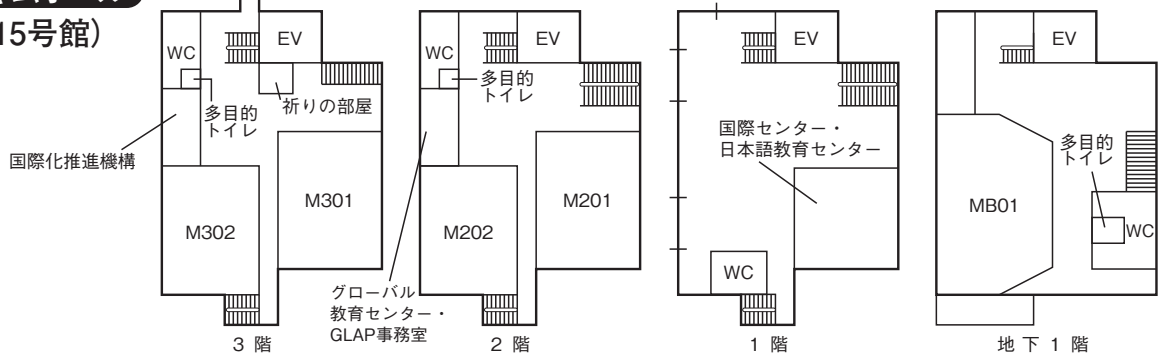 15号館）
WC
EV
多目的
トイレ
祈りの部屋
国際化推進機構
M301
M302
3 階
WC
EV
多目的
トイレ
M201
M202
グローバル
教育センター・
GLAP事務室
2 階
EV
国際センター・
日本語教育センター
WC
1 階
EV
多目的
トイレ
MB01
WC
地 下 1 階